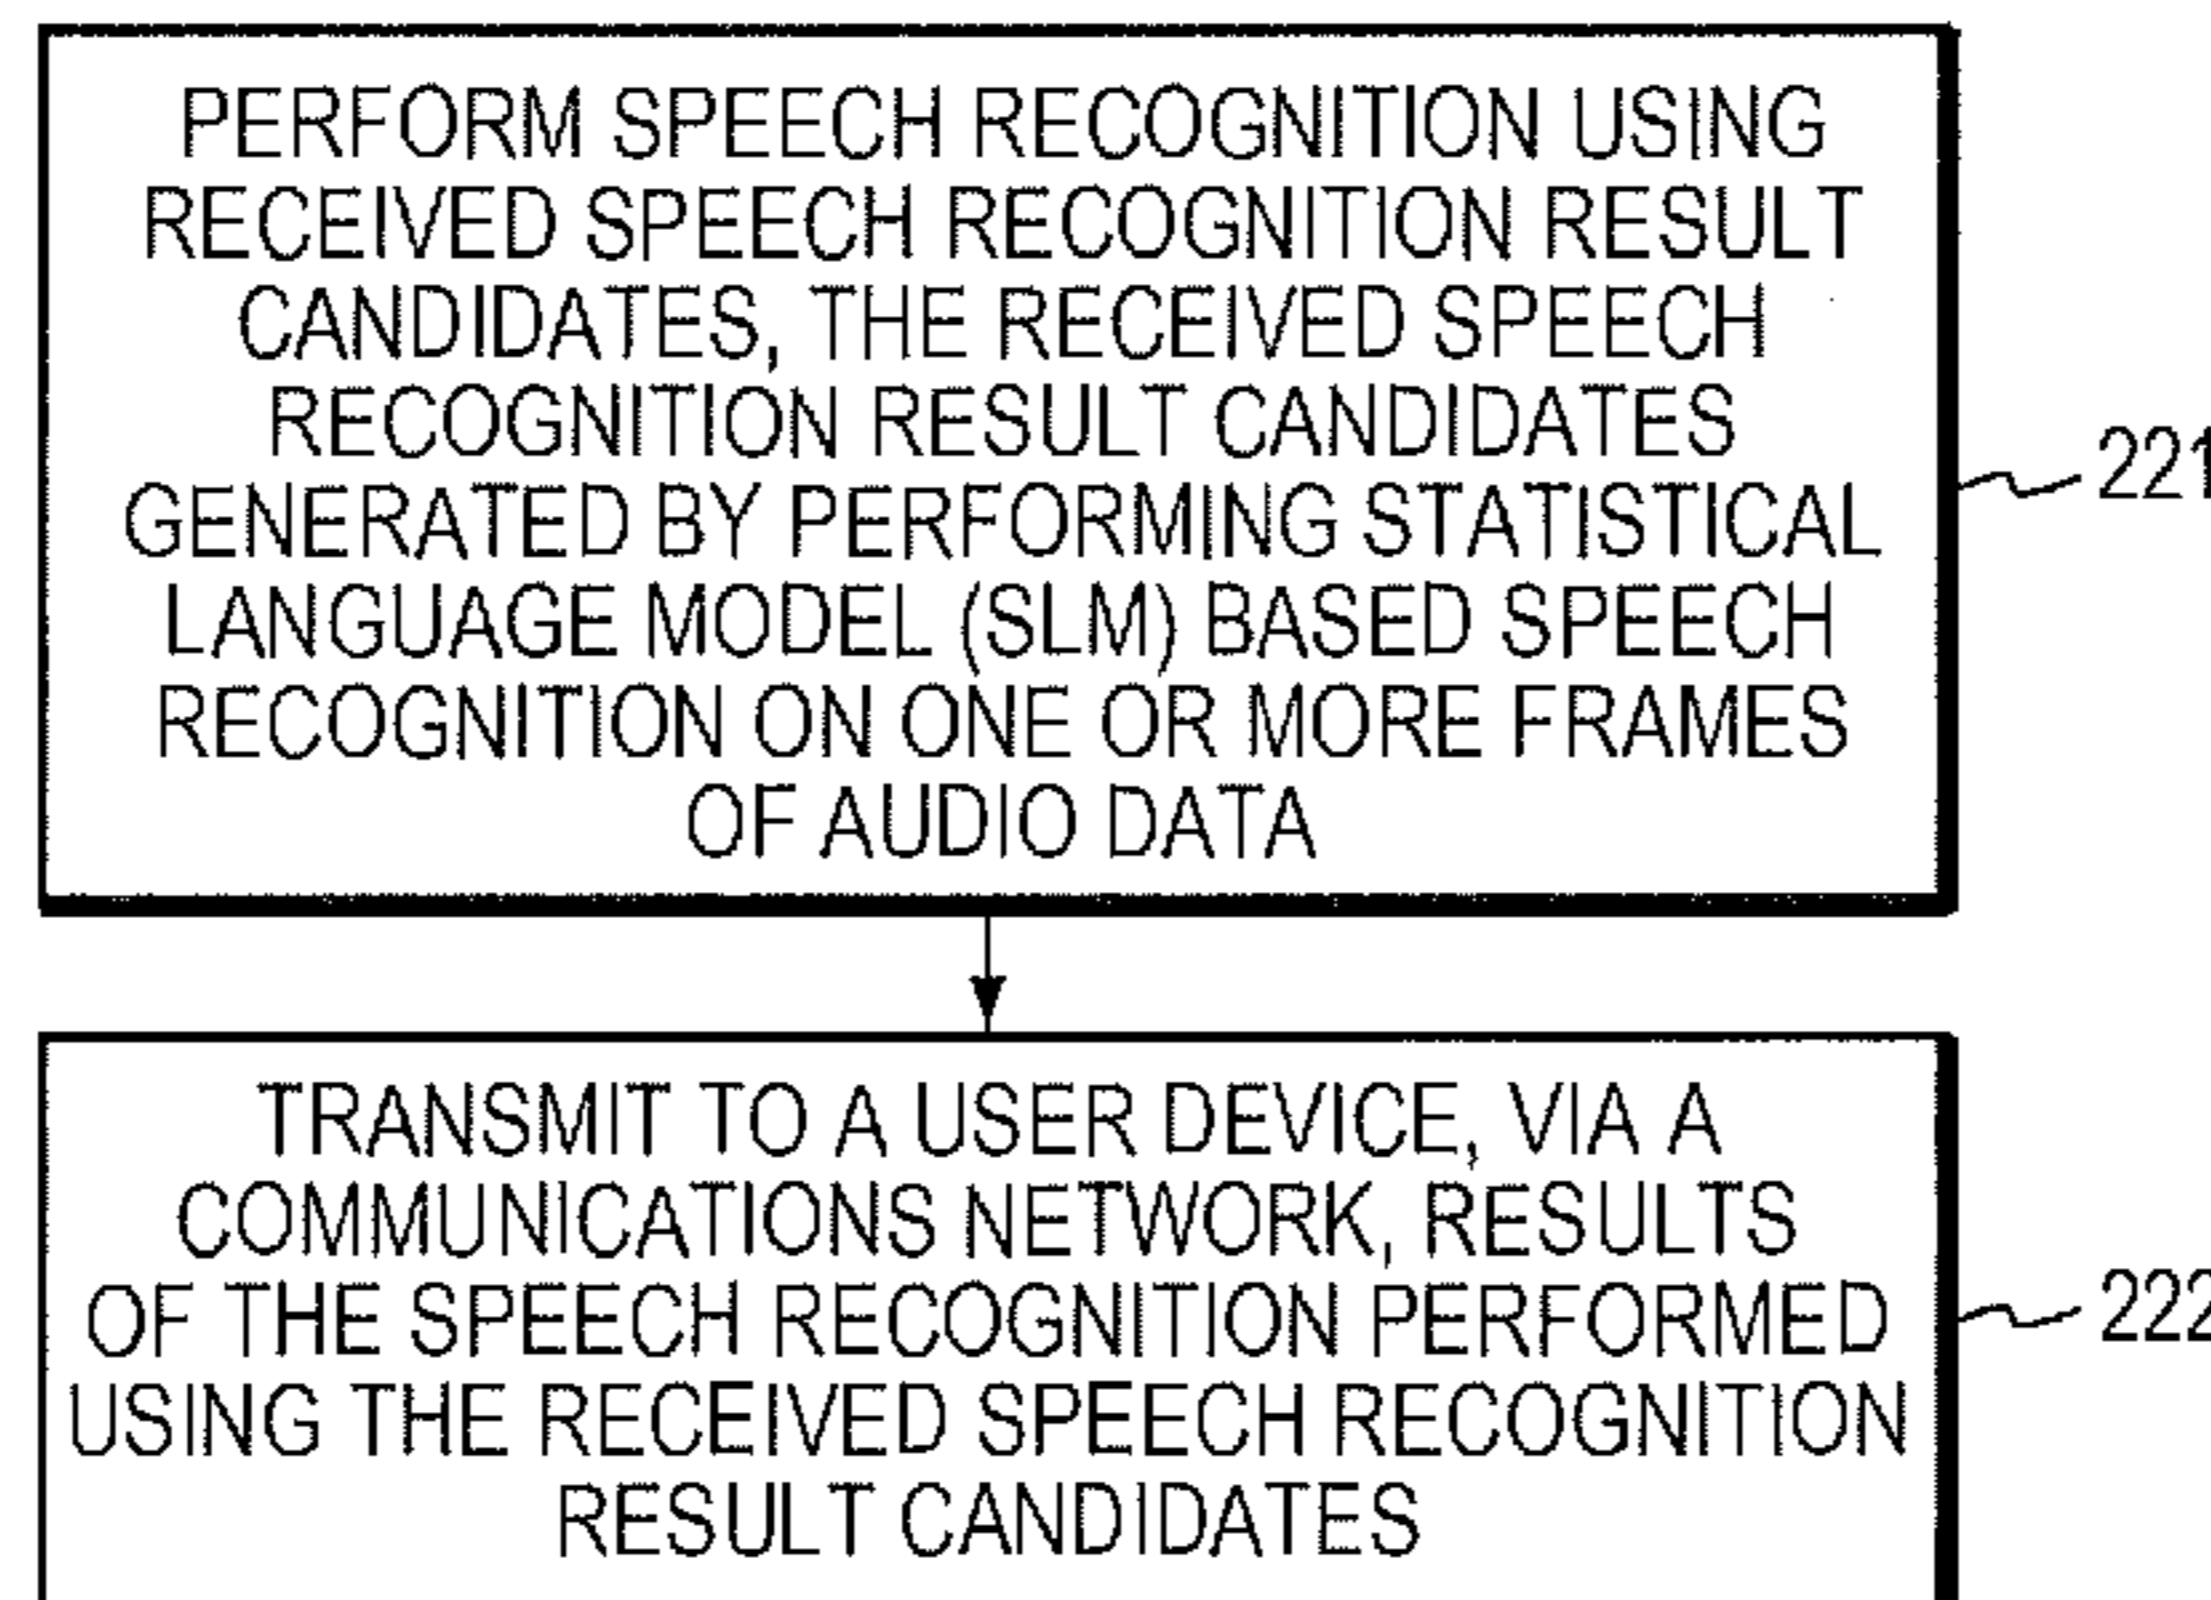 PERFORM SPEECH RECOGNITION USING
RECEIVED SPEECH RECOGNITION RESULT
CANDIDATES, THE RECEIVED SPEECH
RECOGNITION RESULT CANDIDATES
GENERATED BY PERFORMING STATISTICAL
LANGUAGE MODEL (SLM) BASED SPEECH
RECOGNITION ON ONE OR MORE FRAMES
OF AUDIO DATA
221
TRANSMIT TO A USER DEVICE, VIA A
COMMUNICATIONS NETWORK, RESULTS
OF THE SPEECH RECOGNITION PERFORMED
USING THE RECEIVED SPEECH RECOGNITION
RESULT CANDIDATES
222